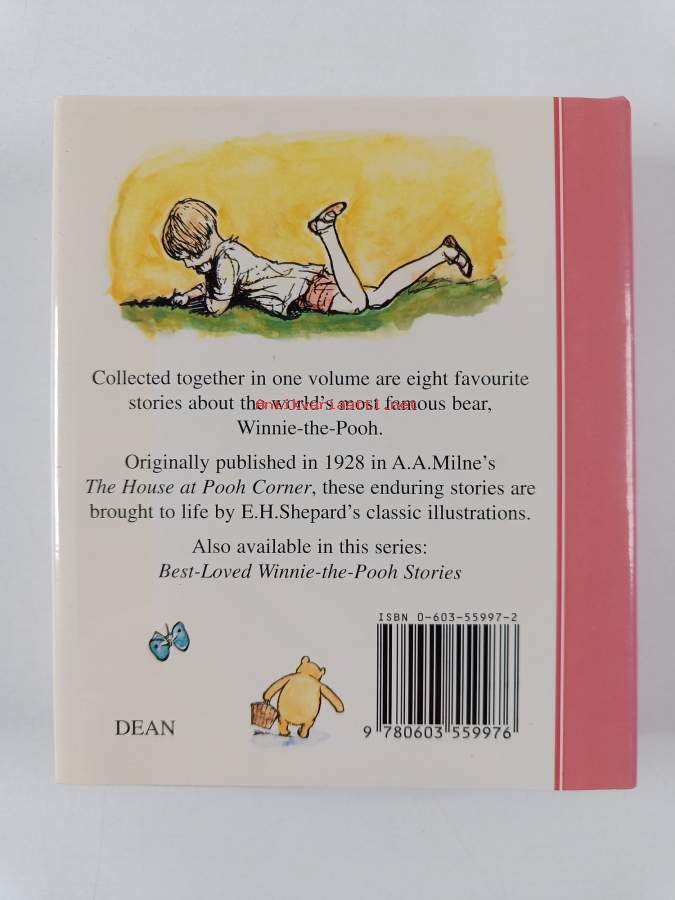 Collected together in one volume are eight favourite
stories about the world's most famous bear,
antikvariaatti.net
Winnie-the-Pooh.
Originally published in 1928 in A.A.Milne's
The House at Pooh Corner, these enduring stories are
brought to life by E.H.Shepard's classic illustrations.
Also available in this series:
Best-Loved Winnie-the-Pooh Stories
ISBN 0-603-55997-2
DEAN
9 780603 559976